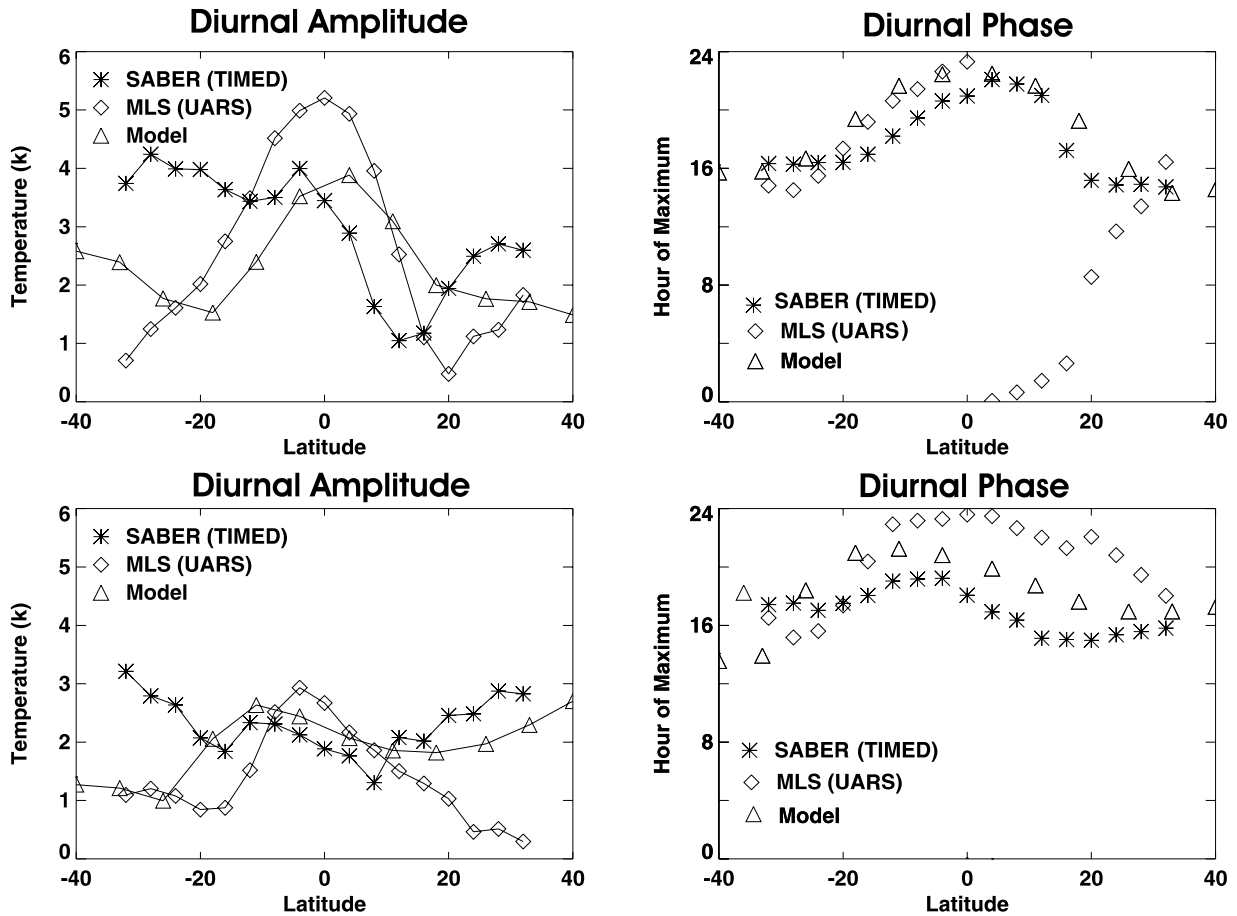 Diurnal Amplitude
6
5
4
3
2
1
0
Temperature (k)
SABER (TIMED)
MLS (UARS)
Model
-40 -20 0 20 40
Latitude
Diurnal Phase
24
16
8
0
Hour of Maximum
SABER (TIMED)
MLS (UARS)
Model
-40 -20 0 20 40
Latitude
Diurnal Amplitude
6
5
4
3
2
1
0
Temperature (k)
SABER (TIMED)
MLS (UARS)
Model
-40 -20 0 20 40
Latitude
Diurnal Phase
24
16
8
0
Hour of Maximum
SABER (TIMED)
MLS (UARS)
Model
-40 -20 0 20 40
Latitude